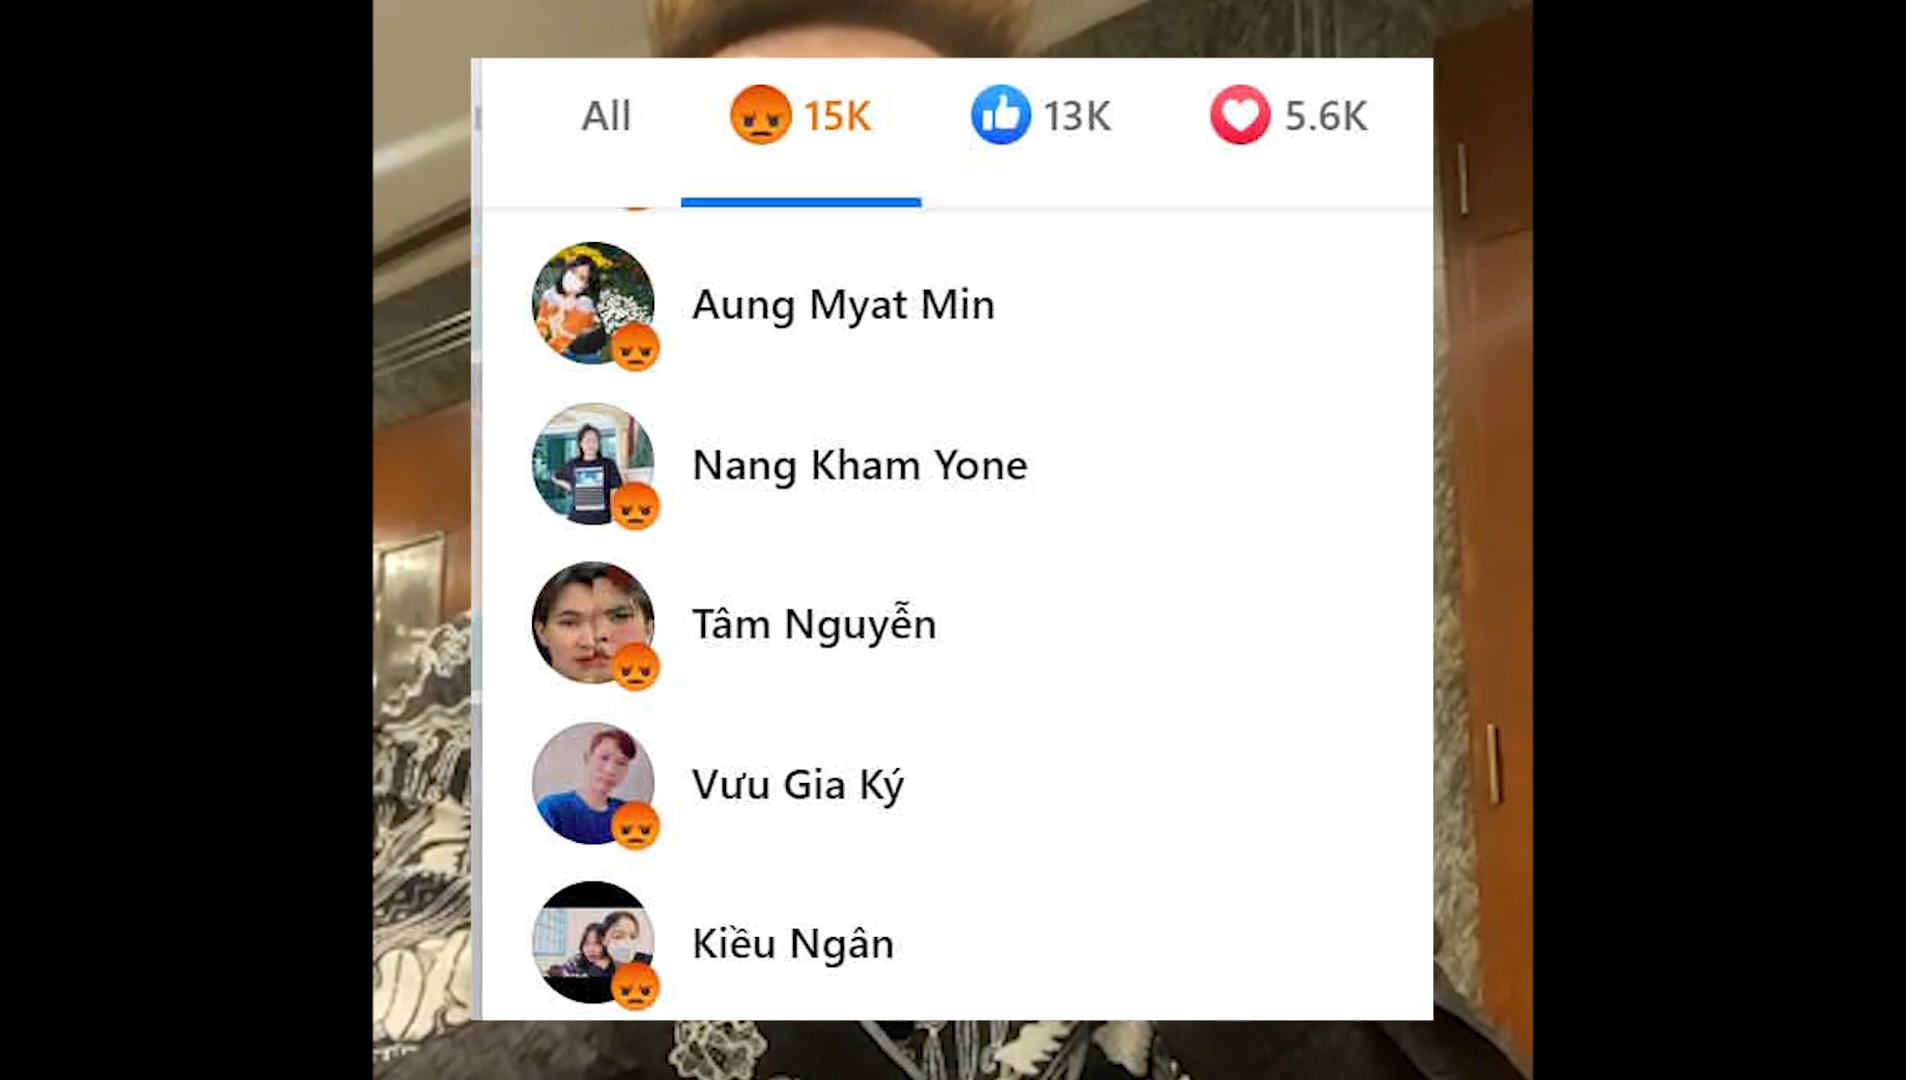 All 15K 13K 5.6K
Aung Myat Min
Nang Kham Yone
Tâm Nguyễn
Vưu Gia Ký
Kiều Ngân